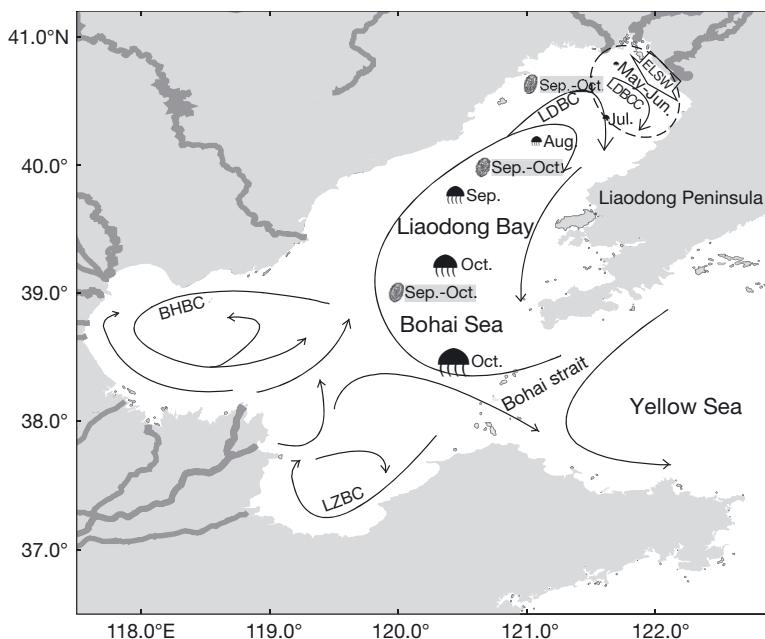 41.0°N
40.0°
39.0°
38.0°
37.0°
118.0°E
119.0°
120.0°
121.0°
122.0°
ELSW
May-Jun.
LDBCC
Sep.-Oct.
LDBC
Jul.
Aug.
Sep.-Oct.
Sep.
Liaodong Peninsula
Liaodong Bay
Oct.
Sep.-Oct.
BHBC
Bohai Sea
Oct.
Bohai strait
Yellow Sea
LZBC